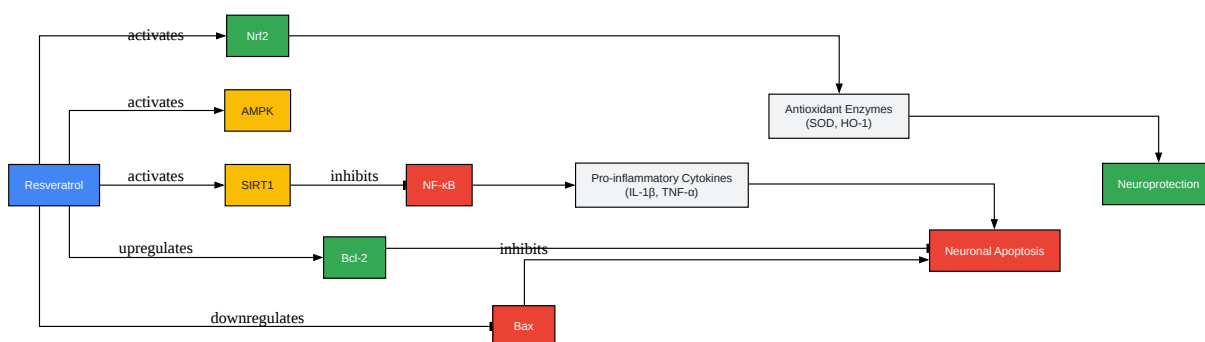 activates
Nrf2
activates
AMPK
Antioxidant Enzymes
(SOD, HO-1)
Resveratrol
activates
SIRT1
inhibits
NF-κB
Pro-inflammatory Cytokines
(IL-1β, TNF-α)
Neuroprotection
upregulates
Bcl-2
inhibits
Neuronal Apoptosis
downregulates
Bax